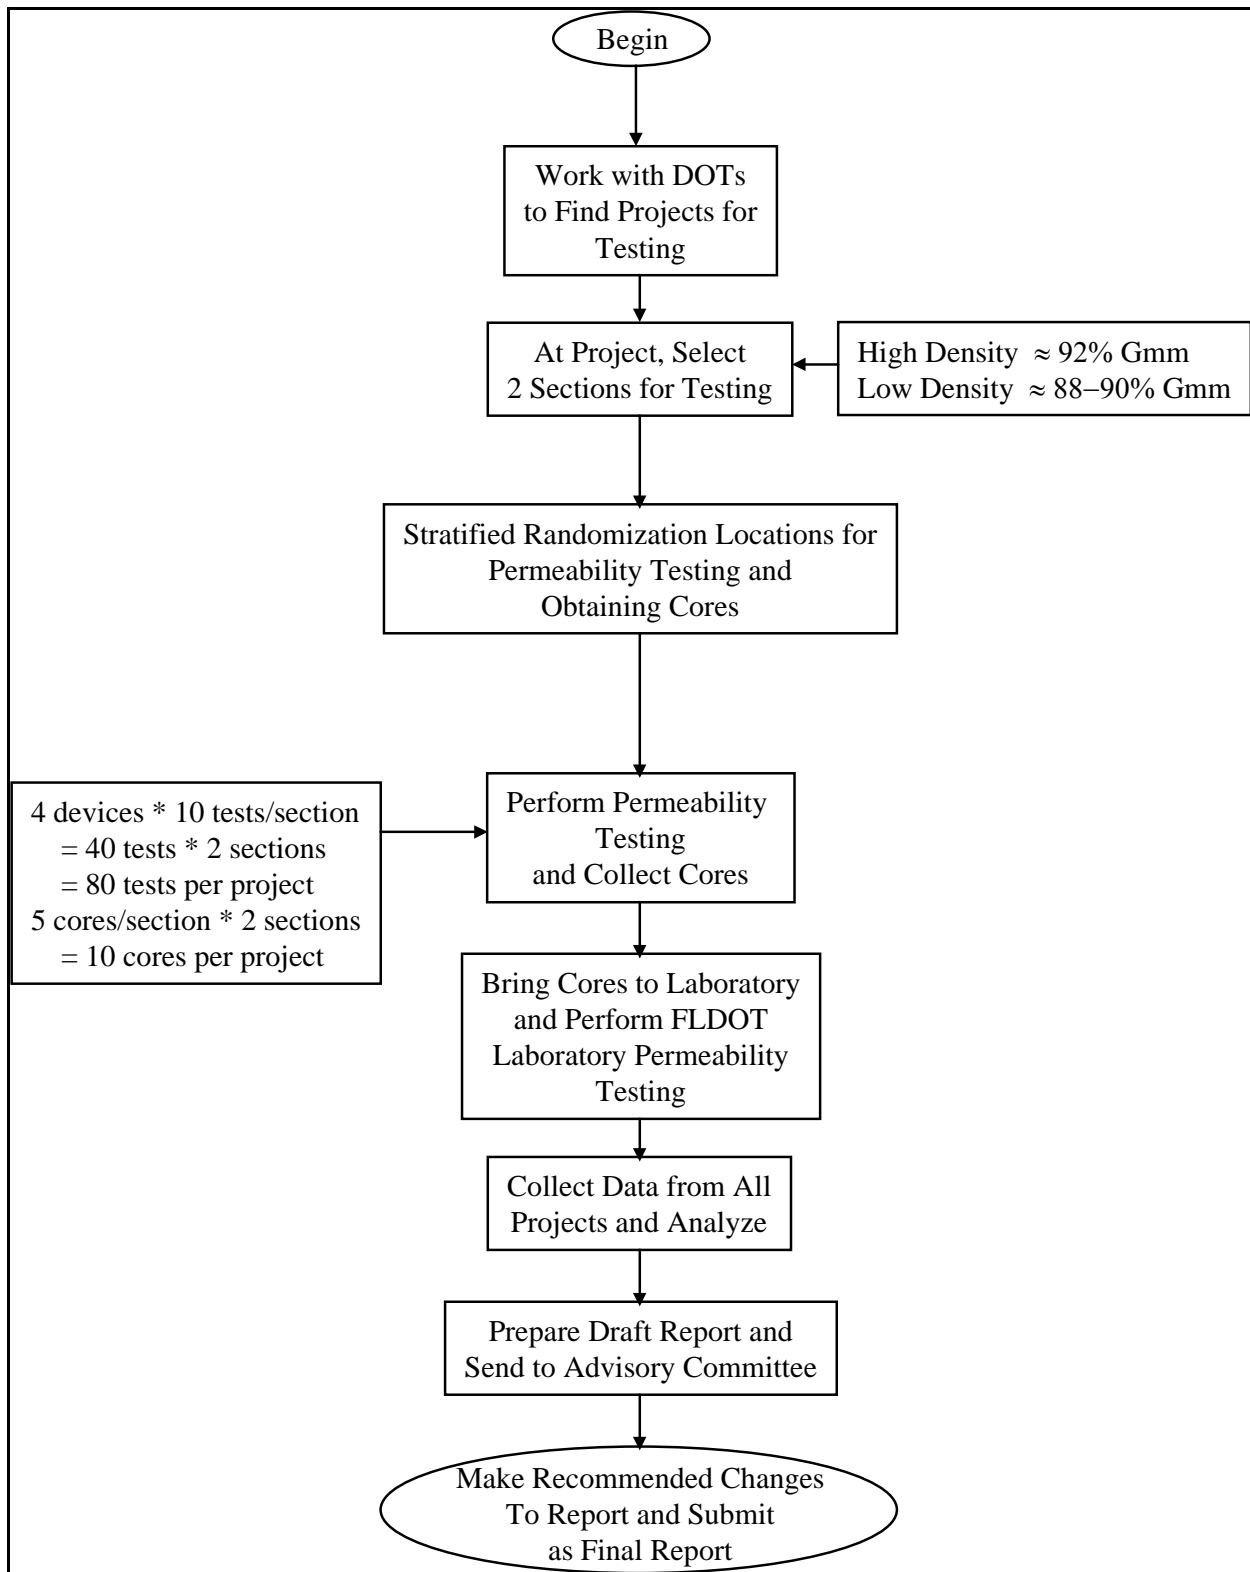 Begin
Work with DOTs
to Find Projects for
Testing
At Project, Select
2 Sections for Testing
High Density ≈ 92% Gmm
Low Density ≈ 88−90% Gmm
Stratified Randomization Locations for
Permeability Testing and
Obtaining Cores
4 devices * 10 tests/section
= 40 tests * 2 sections
= 80 tests per project
5 cores/section * 2 sections
= 10 cores per project
Perform Permeability
Testing
and Collect Cores
Bring Cores to Laboratory
and Perform FLDOT
Laboratory Permeability
Testing
Collect Data from All
Projects and Analyze
Prepare Draft Report and
Send to Advisory Committee
Make Recommended Changes
To Report and Submit
as Final Report